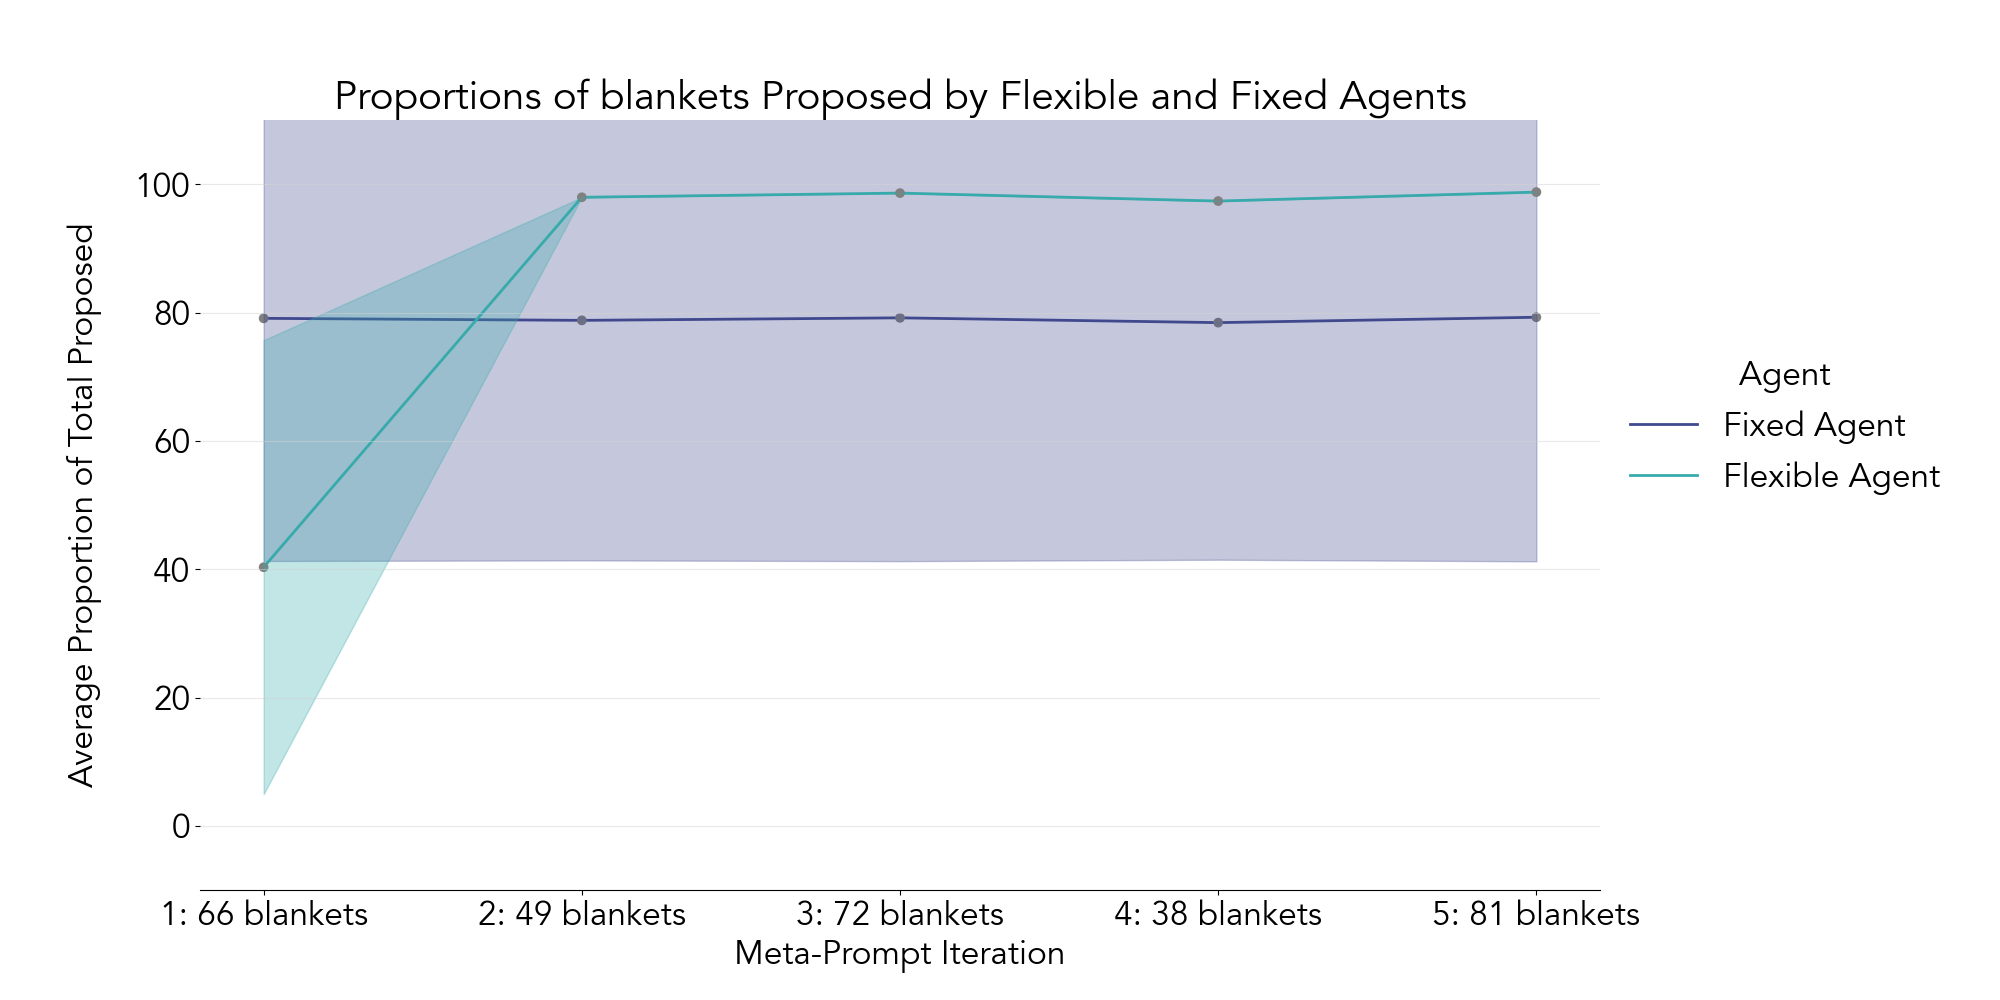 Proportions of blankets Proposed by Flexible and Fixed Agents
Average Proportion of Total Proposed
100
80
60
40
20
0
1: 66 blankets
2: 49 blankets
3: 72 blankets
4: 38 blankets
5: 81 blankets
Meta-Prompt Iteration
Agent
Fixed Agent
Flexible Agent